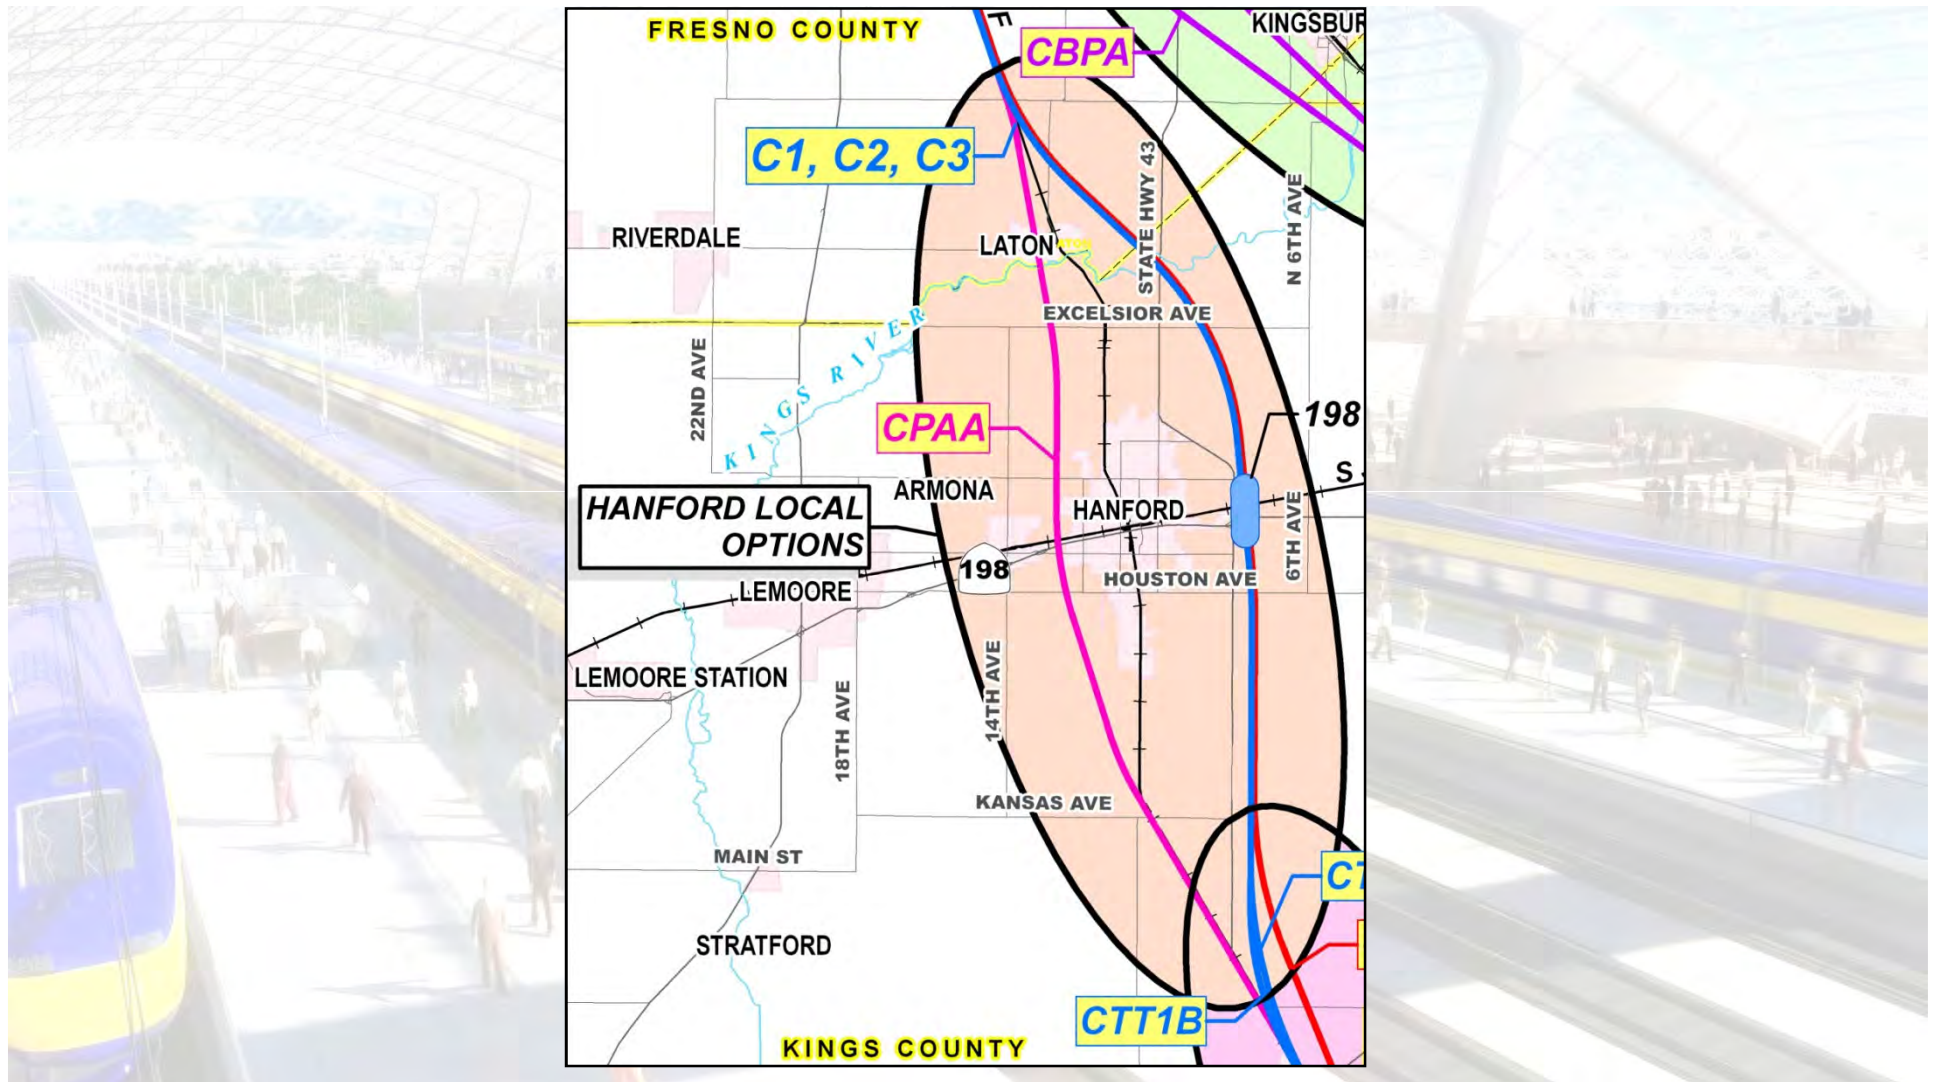 FRESNO COUNTY
F
CBPA
KINGSBUR
C1, C2, C3
STATE HWY 43
N 6TH AVE
RIVERDALE
LATON
EXCELSIOR AVE
KINGS RIVER
22ND AVE
CPAA
198
S
ARMONA
HANFORD LOCAL
OPTIONS
HANFORD
6TH AVE
198
HOUSTON AVE
LEMOORE
LEMOORE STATION
14TH AVE
18TH AVE
KANSAS AVE
MAIN ST
CT
STRATFORD
CTT1B
KINGS COUNTY